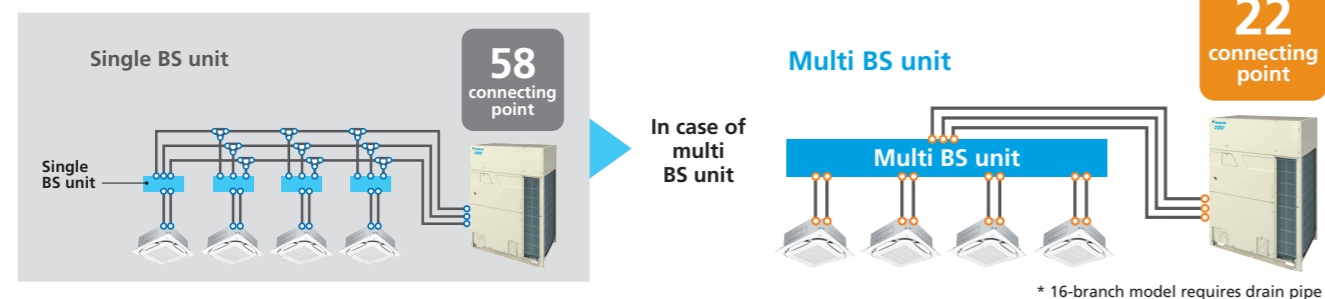 Single BS unit
58
connecting
point
Single
BS unit
In case of
multi
BS unit
Multi BS unit
22
connecting
point
Multi BS unit
* 16-branch model requires drain pipe